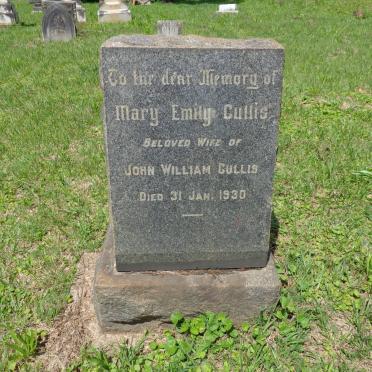 To the dear Memory of
Mary Emily Cullis
Beloved Wife of
John William Cullis
Died 31 Jan. 1930